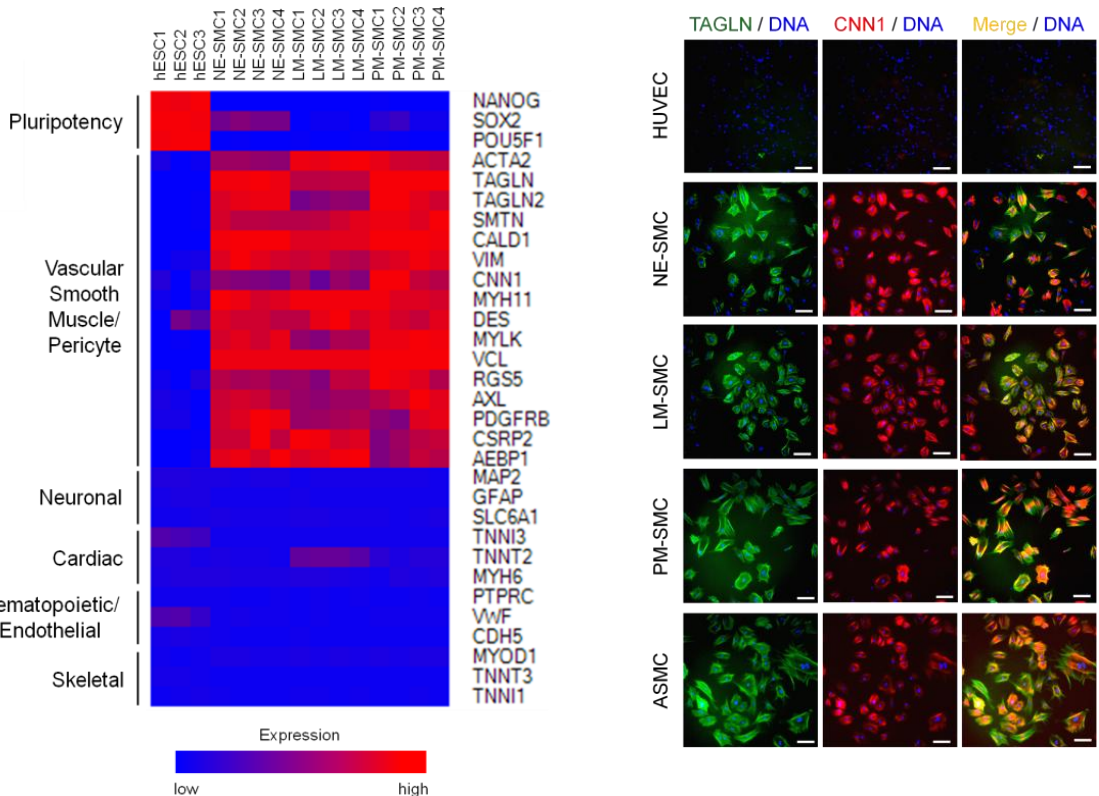 hESC1
hESC2
hESC3
NE-SMC1
NE-SMC2
NE-SMC3
NE-SMC4
LM-SMC1
LM-SMC2
LM-SMC3
LM-SMC4
PM-SMC1
PM-SMC2
PM-SMC3
PM-SMC4
Pluripotency
Vascular
Smooth
Muscle/
Pericyte
Neuronal
Cardiac
ematopoietic/
Endothelial
Skeletal
NANOG
SOX2
POU5F1
ACTA2
TAGLN
TAGLN2
SMTN
CALD1
VIM
CNN1
MYH11
DES
MYLK
VCL
RGS5
AXL
PDGFRB
CSRP2
AEBP1
MAP2
GFAP
SLC6A1
TNNI3
TNNT2
MYH6
PTPRC
VWF
CDH5
MYOD1
TNNT3
TNNI1
Expression
low high
TAGLN / DNA CNN1 / DNA Merge / DNA
HUVEC
NE-SMC
LM-SMC
PM-SMC
ASMC